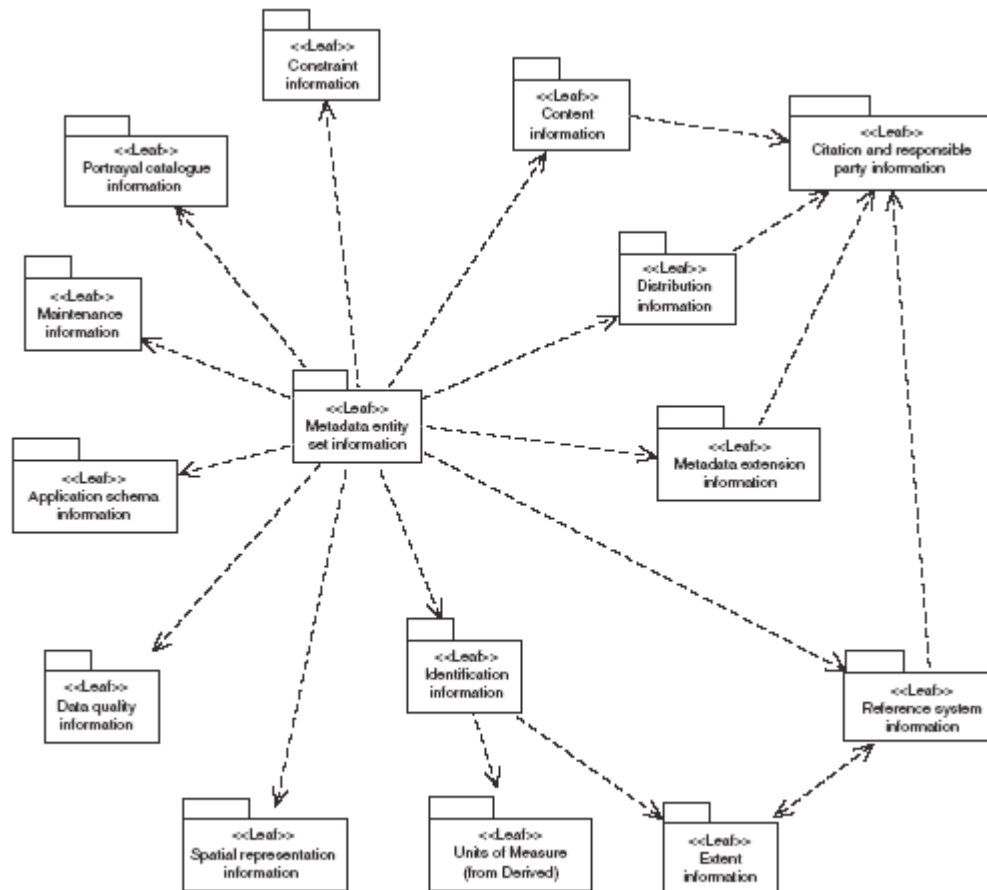 <<Leaf>>
Constraint
information
<<Leaf>>
Content
information
<<Leaf>>
Citation and responsible
party information
<<Leaf>>
Portrayal catalogue
information
<<Leaf>>
Distribution
information
<<Leaf>>
Maintenance
information
<<Leaf>>
Metadata entity
set information
<<Leaf>>
Metadata extension
information
<<Leaf>>
Application schema
information
<<Leaf>>
Identification
information
<<Leaf>>
Data quality
information
<<Leaf>>
Reference system
information
<<Leaf>>
Spatial representation
information
<<Leaf>>
Units of Measure
(from Derived)
<<Leaf>>
Extent
information